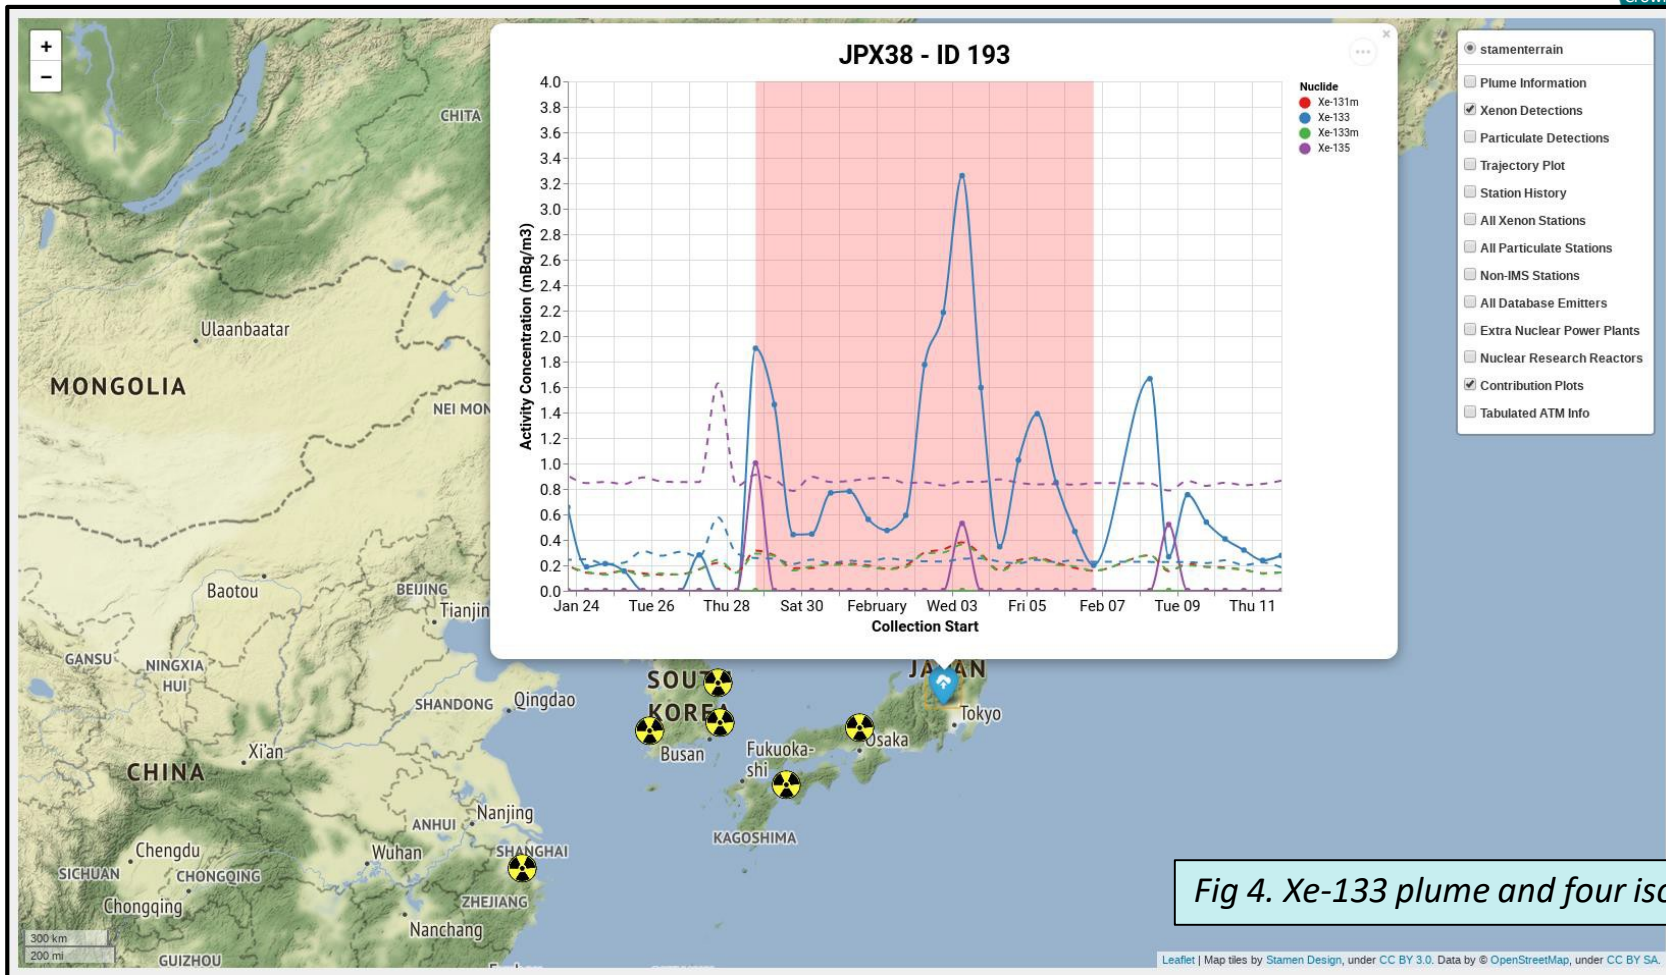 +
−
JPX38 - ID 193
4.0
3.8
3.6
3.4
3.2
3.0
2.8
2.6
2.4
2.2
2.0
1.8
1.6
1.4
1.2
1.0
0.8
0.6
0.4
0.2
0.0
Activity Concentration (mBq/m3)
Jan 24 Tue 26 Thu 28 Sat 30 February Wed 03 Fri 05 Feb 07 Tue 09 Thu 11
Collection Start
Nuclide
Xe-131m
Xe-133
Xe-133m
Xe-135
stamenterrain
Plume Information
Xenon Detections
Particulate Detections
Trajectory Plot
Station History
All Xenon Stations
All Particulate Stations
Non-IMS Stations
All Database Emitters
Extra Nuclear Power Plants
Nuclear Research Reactors
Contribution Plots
Tabulated ATM Info
CHITA
Ulaanbaatar
MONGOLIA
NEI MON
Baotou
BEIJING
Tianjin
GANSU
NINGXIA
HUI
SHANDONG
Qingdao
SOUTH
KOREA
Busan
JAPAN
Tokyo
Osaka
Fukuoka-
shi
KAGOSHIMA
Xi'an
CHINA
Nanjing
ANHUI
SHANGHAI
Chengdu
Wuhan
SICHUAN
CHONGQING
ZHEJIANG
Chongqing
Nanchang
GUIZHOU
300 km
200 mi
Fig 4. Xe-133 plume and four iso
Leaflet | Map tiles by Stamen Design, under CC BY 3.0. Data by © OpenStreetMap, under CC BY SA.